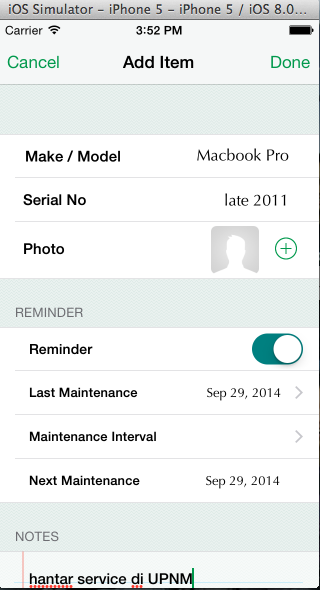 iOS Simulator – iPhone 5 – iPhone 5 / iOS 8.0...
Carrier 3:52 PM
Cancel Add Item Done
Make / Model Macbook Pro
Serial No late 2011
Photo
REMINDER
Reminder
Last Maintenance Sep 29, 2014
Maintenance Interval
Next Maintenance Sep 29, 2014
NOTES
hantar service di UPNM